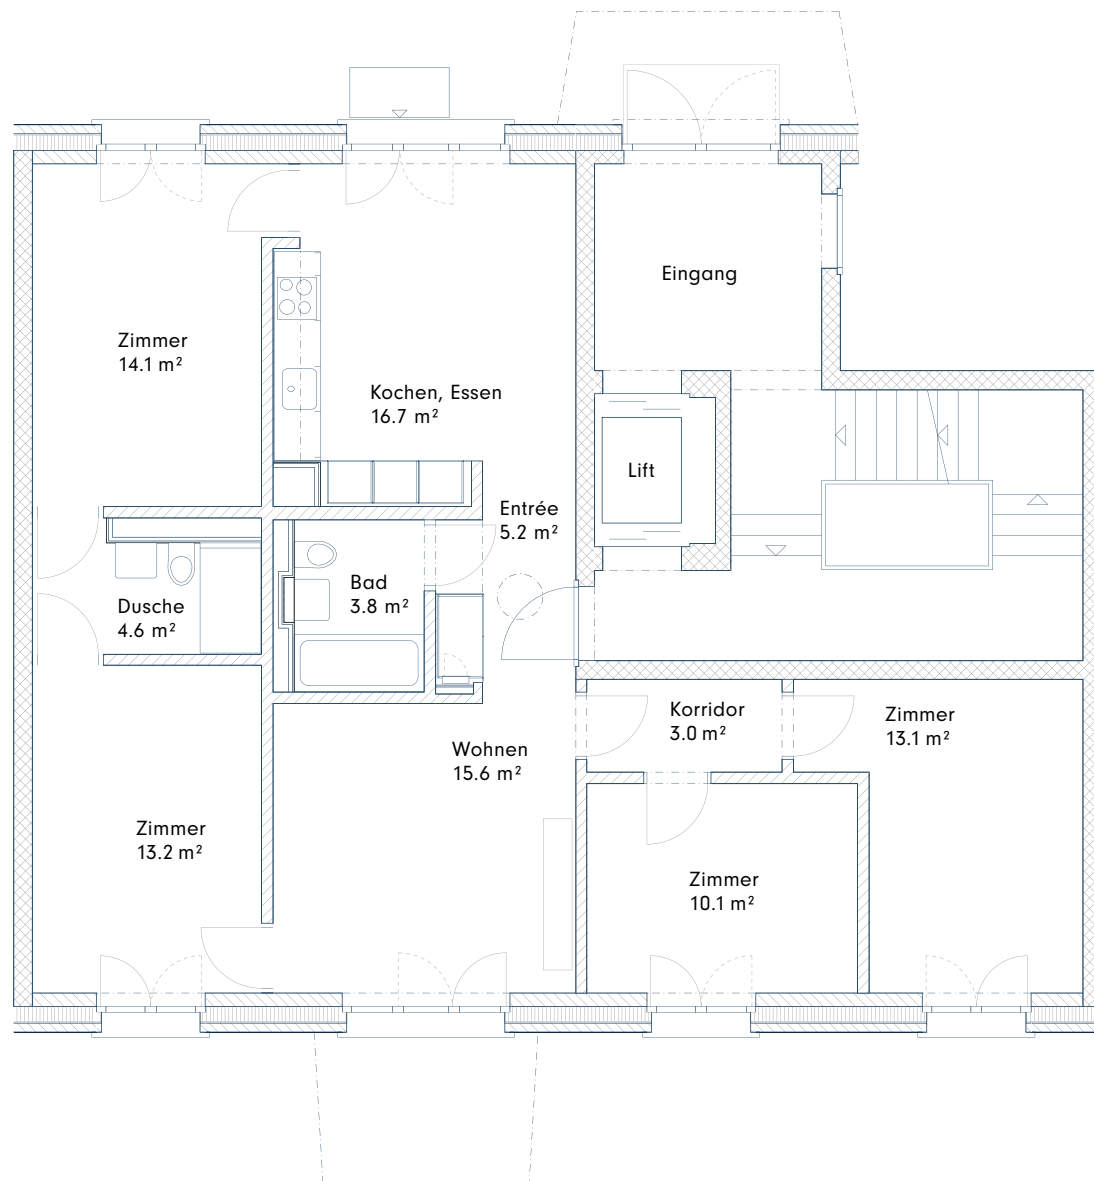 Eingang
Zimmer
14.1 m²
Kochen, Essen
16.7 m²
Lift
Entrée
5.2 m²
Bad
3.8 m²
Dusche
4.6 m²
Korridor
3.0 m²
Zimmer
13.1 m²
Wohnen
15.6 m²
Zimmer
13.2 m²
Zimmer
10.1 m²